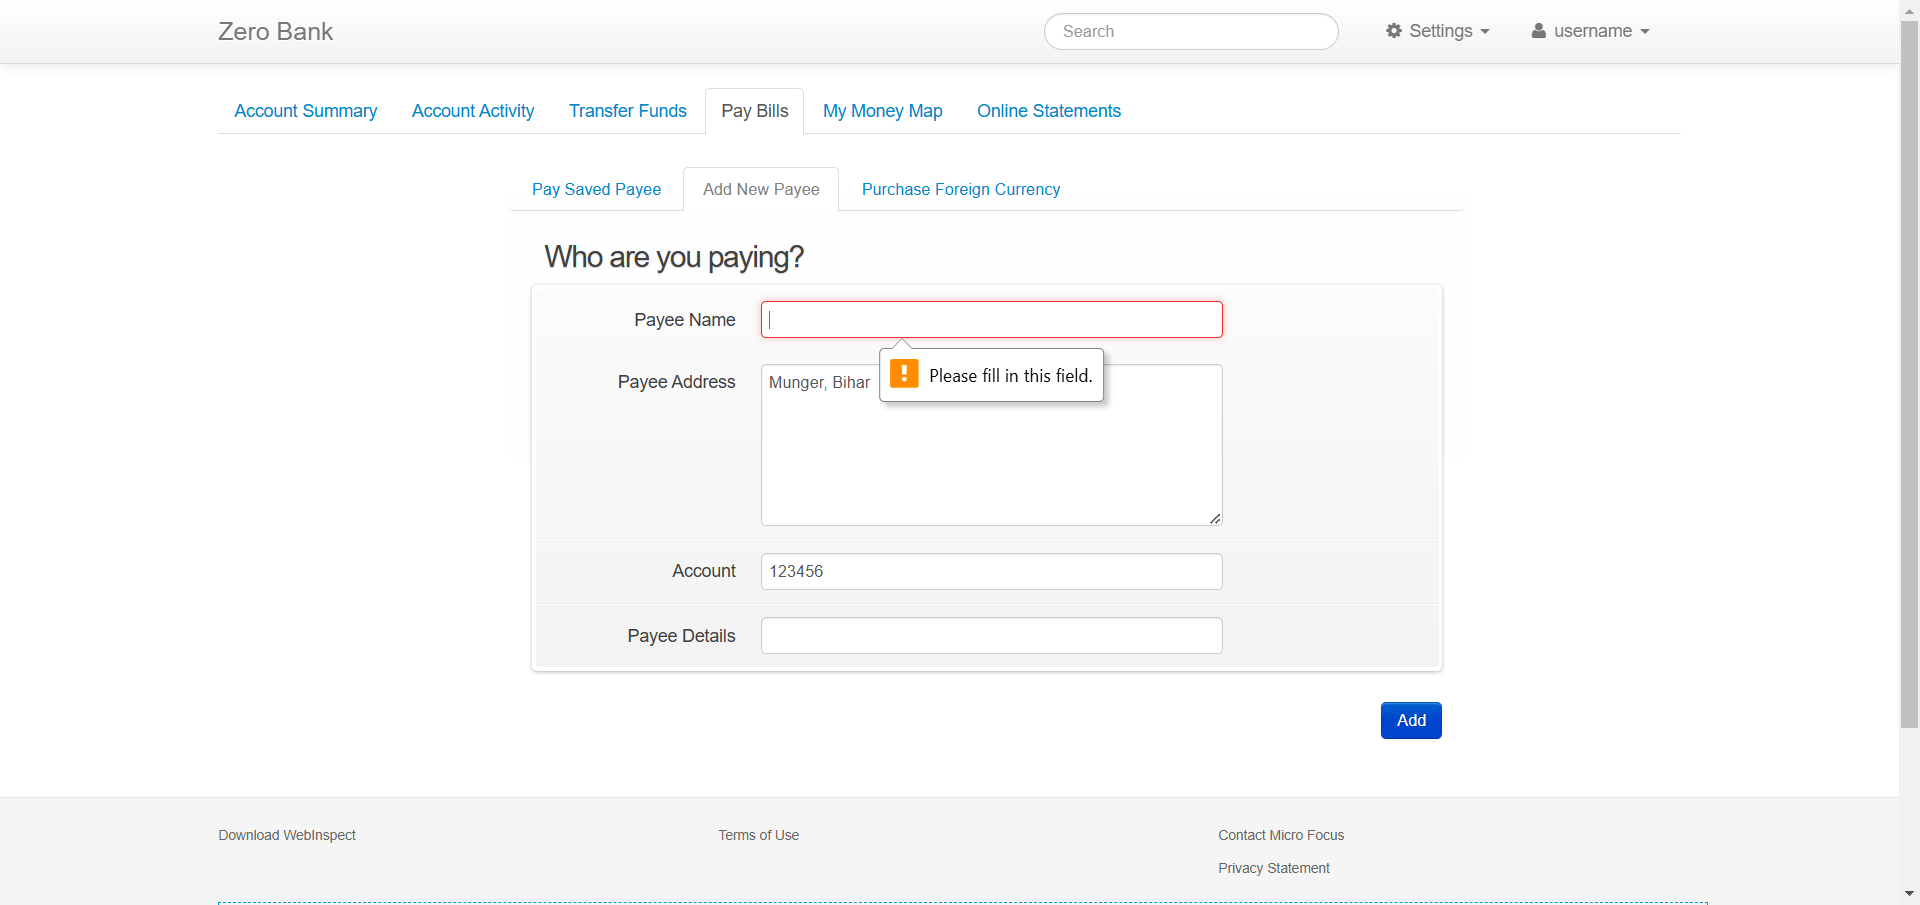 Zero Bank
Search
Settings
username
Account Summary
Account Activity
Transfer Funds
Pay Bills
My Money Map
Online Statements
Pay Saved Payee
Add New Payee
Purchase Foreign Currency
Who are you paying?
Payee Name
Please fill in this field.
Payee Address
Munger, Bihar
Account
123456
Payee Details
Add
Download WebInspect
Terms of Use
Contact Micro Focus
Privacy Statement